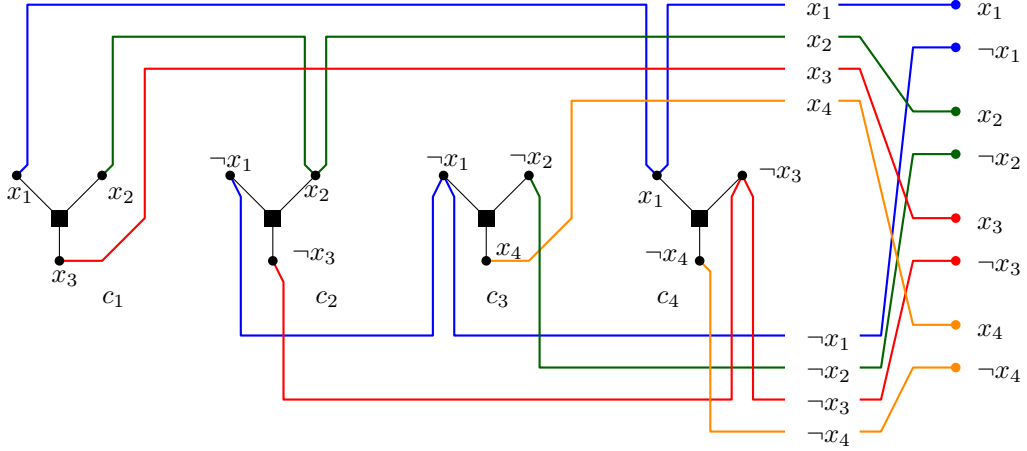 x₁ x₁
x₂ ¬x₁
x₃
x₄ x₂
¬x₁ ¬x₁ ¬x₂ ¬x₂
x₁ x₂ x₂ x₁ ¬x₃
x₃
¬x₃ x₄ ¬x₄ ¬x₃
x₃
c₁ c₂ c₃ c₄
x₄
¬x₁
¬x₂ ¬x₄
¬x₃
¬x₄